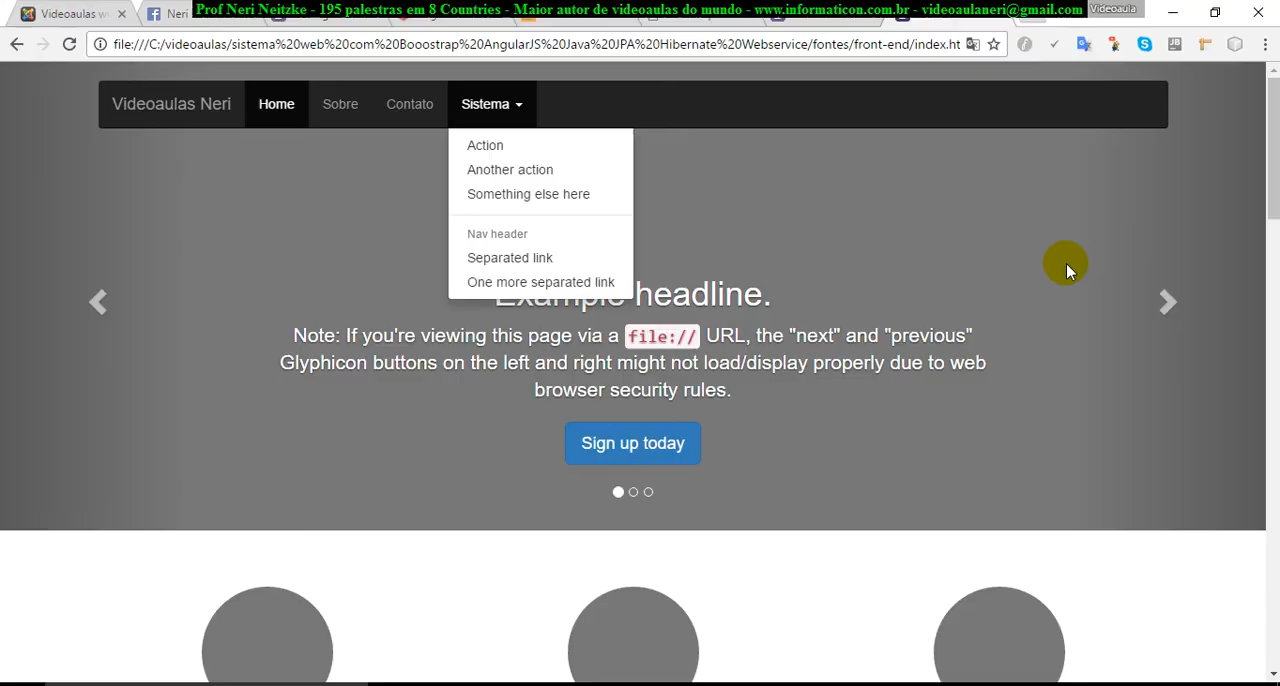 Videoaulas w
Neri
Prof Neri Neitzke - 195 palestras em 8 Countries - Maior autor de videoaulas do mundo - www.informaticon.com.br - videoaulaneri@gmail.com
Videoaula
file:///C:/videoaulas/sistema%20web%20com%20Booostrap%20AngularJS%20Java%20JPA%20Hibernate%20Webservice/fontes/front-end/index.ht
Videoaulas Neri
Home
Sobre
Contato
Sistema
Action
Another action
Something else here
Nav header
Separated link
One more separated link
Example headline.
Note: If you're viewing this page via a file:// URL, the "next" and "previous"
Glyphicon buttons on the left and right might not load/display properly due to web
browser security rules.
Sign up today